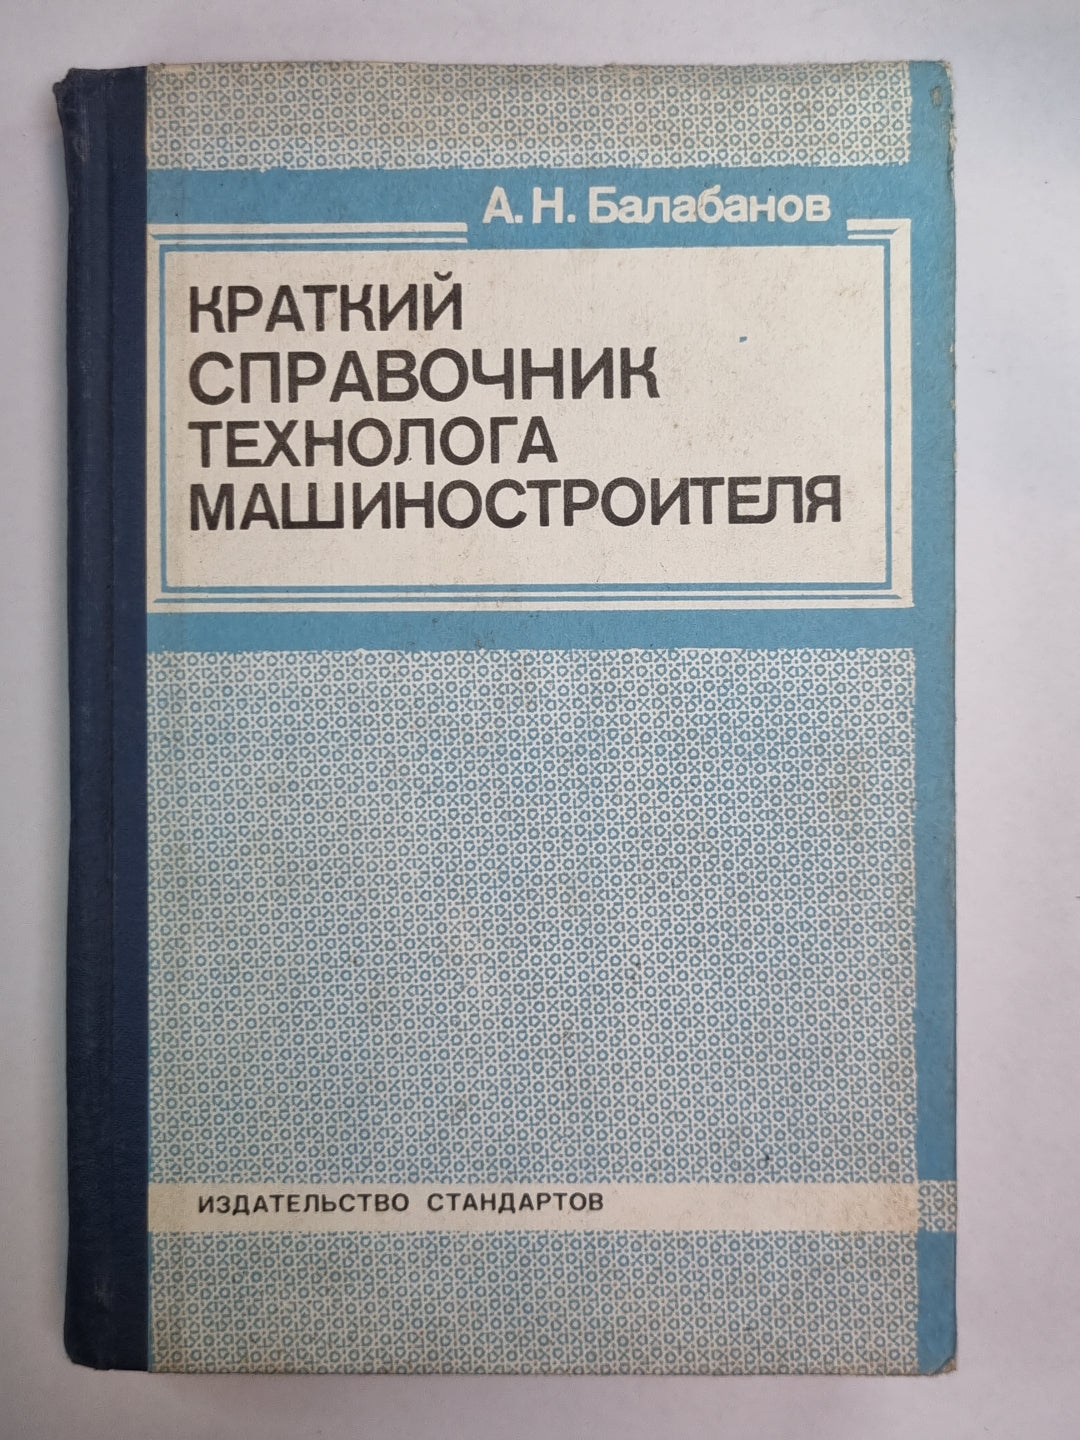 А. Н. Балабанов
КРАТКИЙ
СПРАВОЧНИК
ТЕХНОЛОГА
МАШИНОСТРОИТЕЛЯ
ИЗДАТЕЛЬСТВО СТАНДАРТОВ